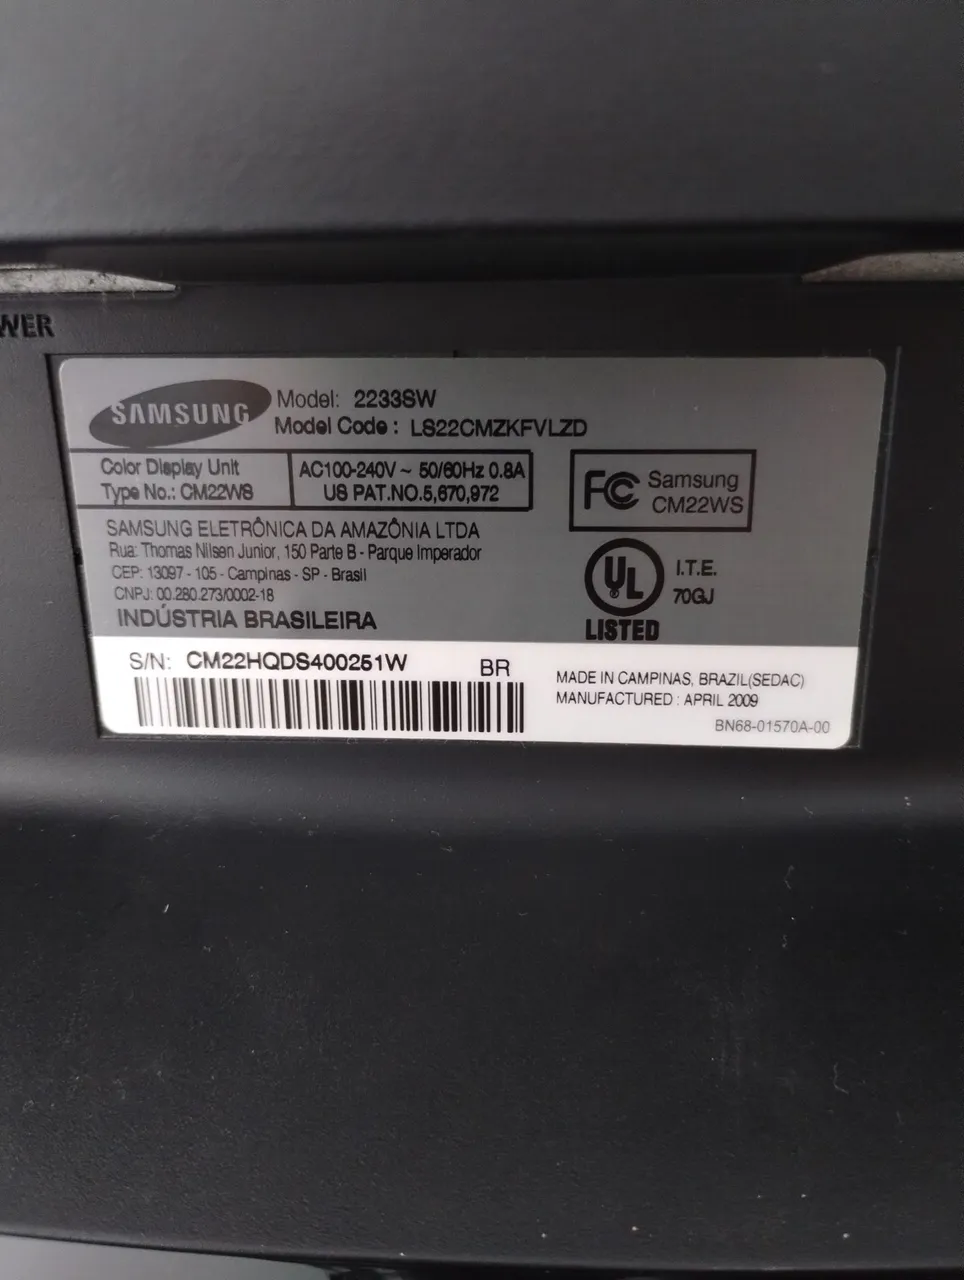 WER
SAMSUNG
Model: 2233SW
Model Code : LS22CMZKFVLZD
Color Display Unit
Type No.: CM22WS
AC100-240V ~ 50/60Hz 0.8A
US PAT.NO.5,670,972
FC Samsung
CM22WS
SAMSUNG ELETRÔNICA DA AMAZÔNIA LTDA
Rua: Thomas Nilsen Junior, 150 Parte B - Parque Imperador
CEP: 13097 - 105 - Campinas - SP - Brasil
CNPJ: 00.280.273/0002-18
INDÚSTRIA BRASILEIRA
UL
LISTED
I.T.E.
70GJ
S/N: CM22HQDS400251W BR
MADE IN CAMPINAS, BRAZIL(SEDAC)
MANUFACTURED : APRIL 2009
BN68-01570A-00